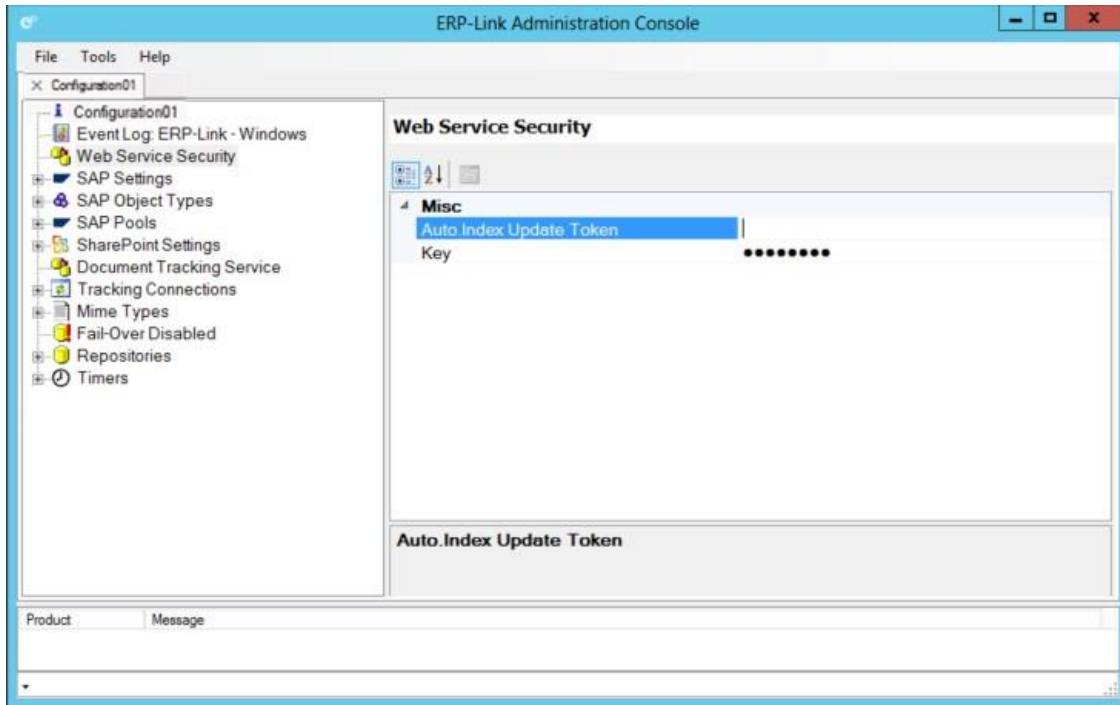 ERP-Link Administration Console
File Tools Help
Configuration01
Configuration01
Event Log: ERP-Link - Windows
Web Service Security
SAP Settings
SAP Object Types
SAP Pools
SharePoint Settings
Document Tracking Service
Tracking Connections
Mime Types
Fail-Over Disabled
Repositories
Timers
Web Service Security
Misc
Auto.Index Update Token
Key ●●●●●●●●
Auto.Index Update Token
Product Message